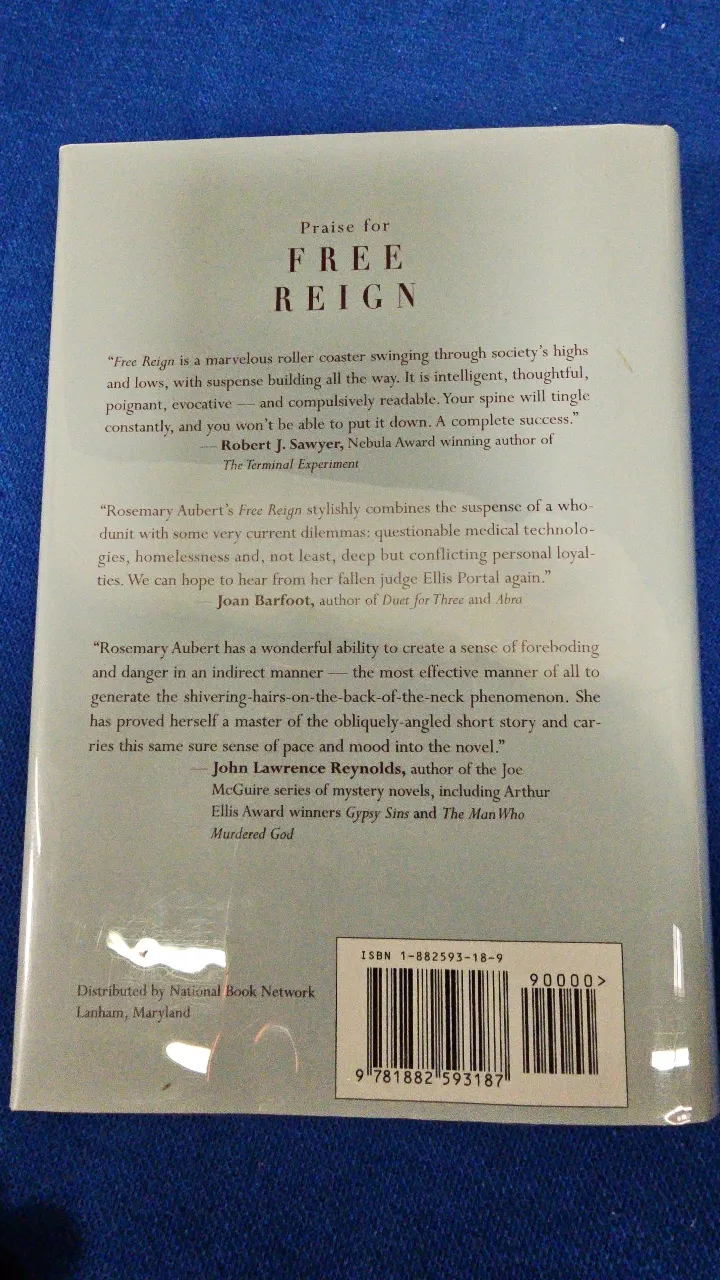 Praise for
FREE
REIGN
“Free Reign is a marvelous roller coaster swinging through society’s highs
and lows, with suspense building all the way. It is intelligent, thoughtful,
poignant, evocative — and compulsively readable. Your spine will tingle
constantly, and you won’t be able to put it down. A complete success.”
— Robert J. Sawyer, Nebula Award winning author of
The Terminal Experiment
“Rosemary Aubert’s Free Reign stylishly combines the suspense of a who-
dunit with some very current dilemmas: questionable medical technolo-
gies, homelessness and, not least, deep but conflicting personal loyal-
ties. We can hope to hear from her fallen judge Ellis Portal again.”
— Joan Barfoot, author of Duet for Three and Abra
“Rosemary Aubert has a wonderful ability to create a sense of foreboding
and danger in an indirect manner — the most effective manner of all to
generate the shivering-hairs-on-the-back-of-the-neck phenomenon. She
has proved herself a master of the obliquely-angled short story and car-
ries this same sure sense of pace and mood into the novel.”
— John Lawrence Reynolds, author of the Joe
McGuire series of mystery novels, including Arthur
Ellis Award winners Gypsy Sins and The Man Who
Murdered God
Distributed by National Book Network
Lanham, Maryland
ISBN 1-882593-18-9
90000>
9 781882 593187